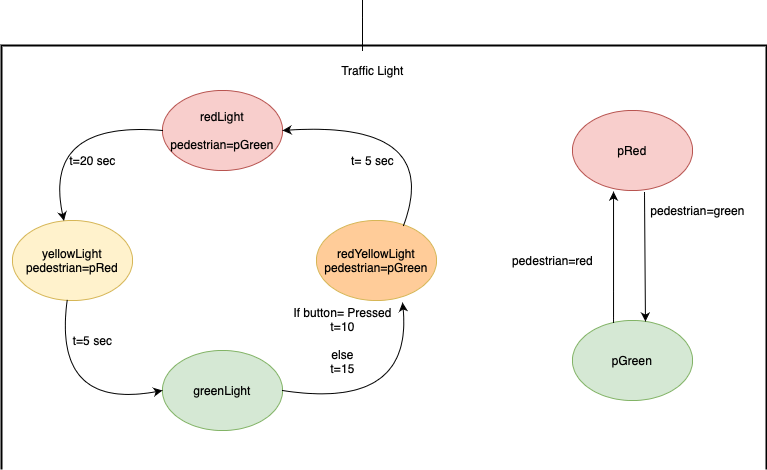 Traffic Light
redLight
pedestrian=pGreen
t=20 sec
t= 5 sec
yellowLight
pedestrian=pRed
redYellowLight
pedestrian=pGreen
t=5 sec
If button= Pressed
t=10
else
t=15
greenLight
pRed
pedestrian=green
pedestrian=red
pGreen